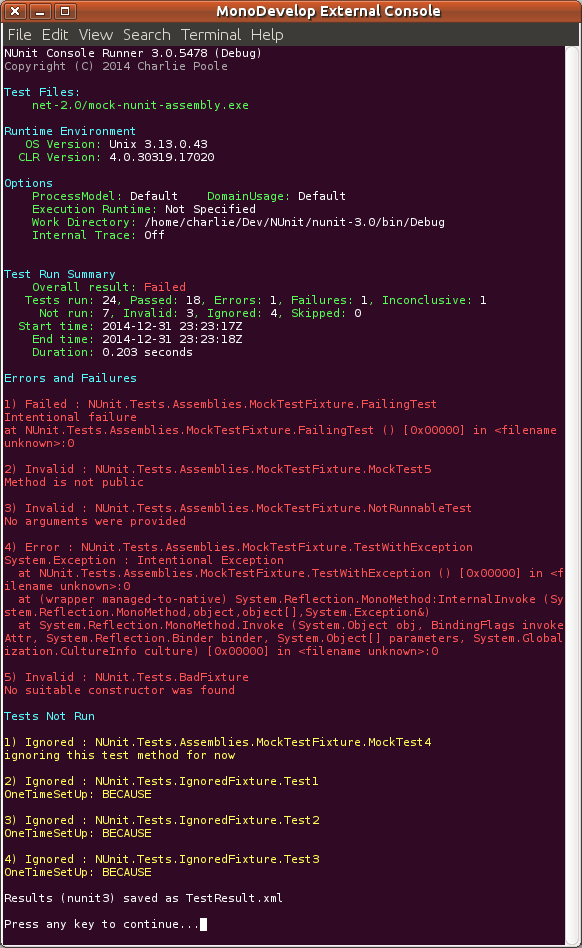 MonoDevelop External Console
File Edit View Search Terminal Help
NUnit Console Runner 3.0.5478 (Debug)
Copyright (C) 2014 Charlie Poole
Test Files:
net-2.0/mock-nunit-assembly.exe
Runtime Environment
OS Version: Unix 3.13.0.43
CLR Version: 4.0.30319.17020
Options
ProcessModel: Default DomainUsage: Default
Execution Runtime: Not Specified
Work Directory: /home/charlie/Dev/NUnit/nunit-3.0/bin/Debug
Internal Trace: Off
Test Run Summary
Overall result: Failed
Tests run: 24, Passed: 18, Errors: 1, Failures: 1, Inconclusive: 1
Not run: 7, Invalid: 3, Ignored: 4, Skipped: 0
Start time: 2014-12-31 23:23:17Z
End time: 2014-12-31 23:23:18Z
Duration: 0.203 seconds
Errors and Failures
1) Failed : NUnit.Tests.Assemblies.MockTestFixture.FailingTest
Intentional failure
at NUnit.Tests.Assemblies.MockTestFixture.FailingTest () [0x00000] in <filename
unknown>:0
2) Invalid : NUnit.Tests.Assemblies.MockTestFixture.MockTest5
Method is not public
3) Invalid : NUnit.Tests.Assemblies.MockTestFixture.NotRunnableTest
No arguments were provided
4) Error : NUnit.Tests.Assemblies.MockTestFixture.TestWithException
System.Exception : Intentional Exception
at NUnit.Tests.Assemblies.MockTestFixture.TestWithException () [0x00000] in <f
ilename unknown>:0
at (wrapper managed-to-native) System.Reflection.MonoMethod:InternalInvoke (Sy
stem.Reflection.MonoMethod,object,object[],System.Exception&)
at System.Reflection.MonoMethod.Invoke (System.Object obj, BindingFlags invoke
Attr, System.Reflection.Binder binder, System.Object[] parameters, System.Global
ization.CultureInfo culture) [0x00000] in <filename unknown>:0
5) Invalid : NUnit.Tests.BadFixture
No suitable constructor was found
Tests Not Run
1) Ignored : NUnit.Tests.Assemblies.MockTestFixture.MockTest4
ignoring this test method for now
2) Ignored : NUnit.Tests.IgnoredFixture.Test1
OneTimeSetUp: BECAUSE
3) Ignored : NUnit.Tests.IgnoredFixture.Test2
OneTimeSetUp: BECAUSE
4) Ignored : NUnit.Tests.IgnoredFixture.Test3
OneTimeSetUp: BECAUSE
Results (nunit3) saved as TestResult.xml
Press any key to continue...